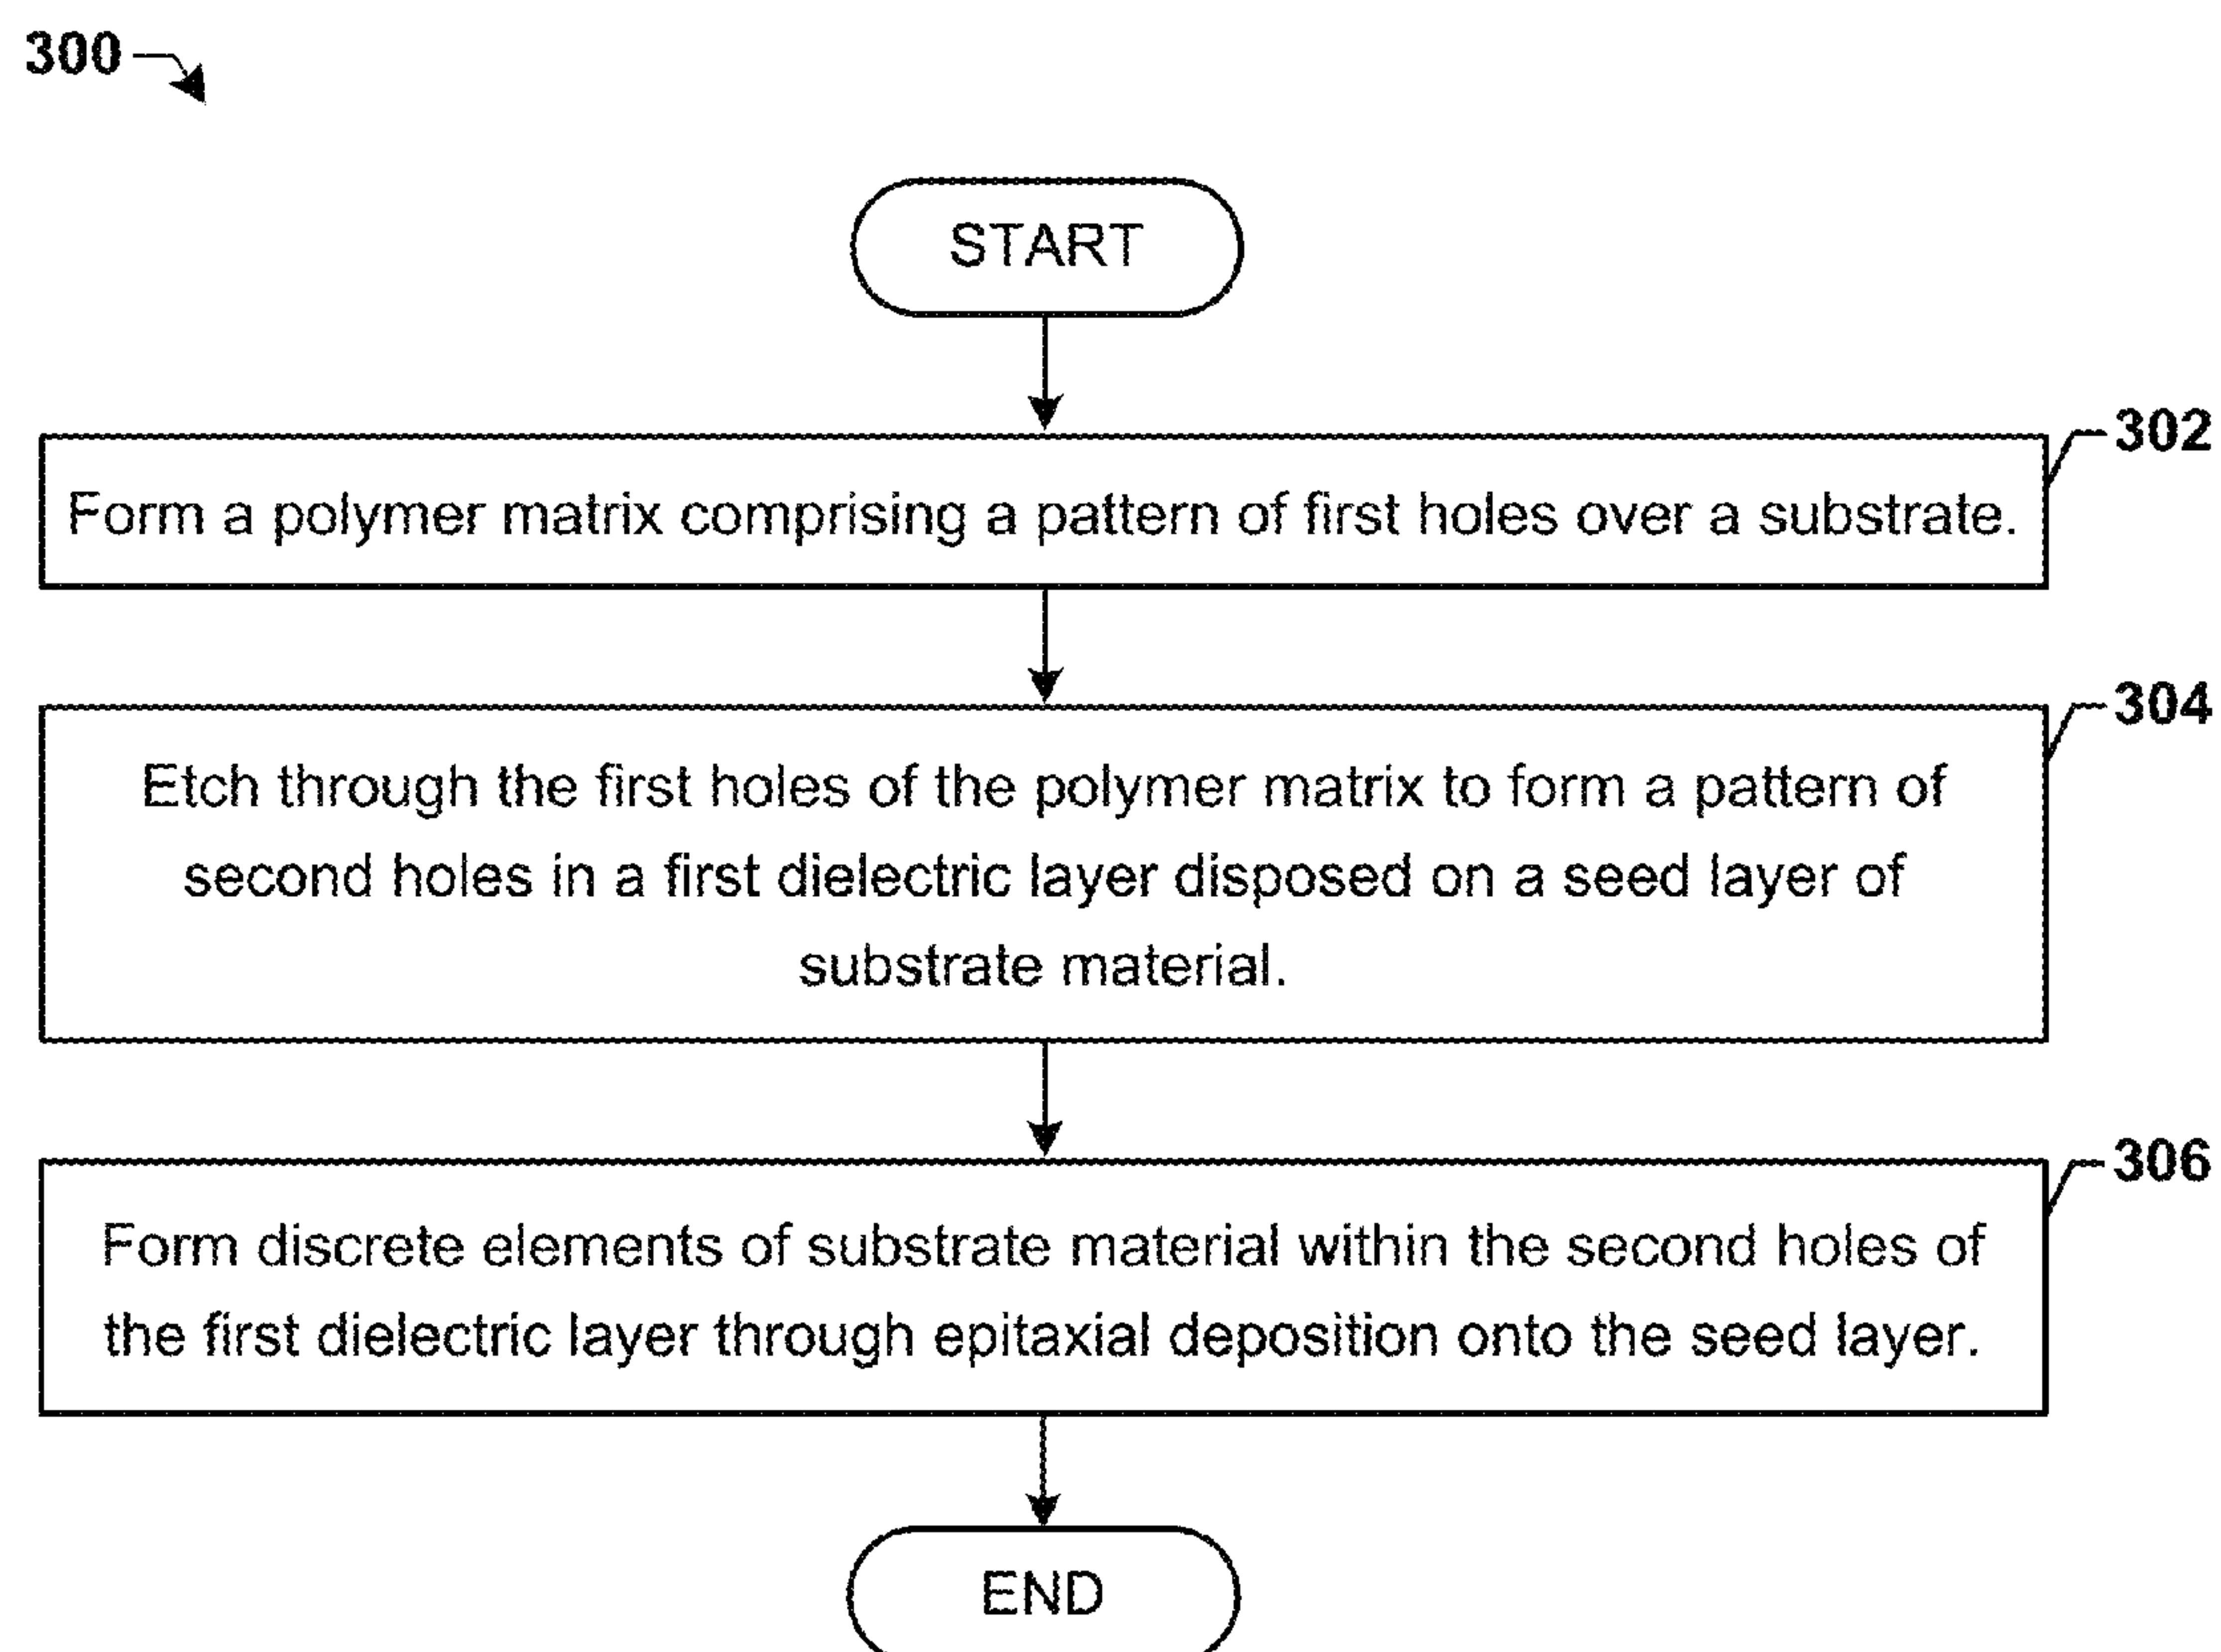 300
START
302
Form a polymer matrix comprising a pattern of first holes over a substrate.
304
Etch through the first holes of the polymer matrix to form a pattern of
second holes in a first dielectric layer disposed on a seed layer of
substrate material.
306
Form discrete elements of substrate material within the second holes of
the first dielectric layer through epitaxial deposition onto the seed layer.
END